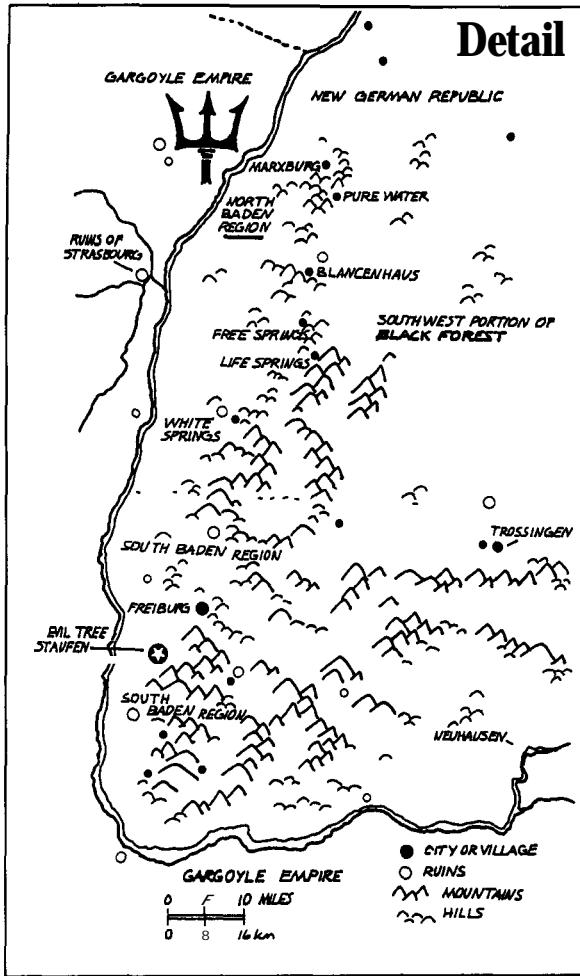 Detail
GARGOYLE EMPIRE
NEW GERMAN REPUBLIC
MARXBURG
PURE WATER
NORTH
BADEN
REGION
RUINS OF
STRASBOURG
BLANCENHAUS
FREE SPRINGS
SOUTHWEST PORTION OF
BLACK FOREST
LIFE SPRINGS
WHITE
SPRINGS
TROSSINGEN
SOUTH BADEN REGION
FREIBURG
EVIL TREE
STAUFEN
SOUTH
BADEN REGION
NEUHAUSEN
GARGOYLE EMPIRE
0 F 10 MILES
0 8 16 km
CITY OR VILLAGE
RUINS
MOUNTAINS
HILLS